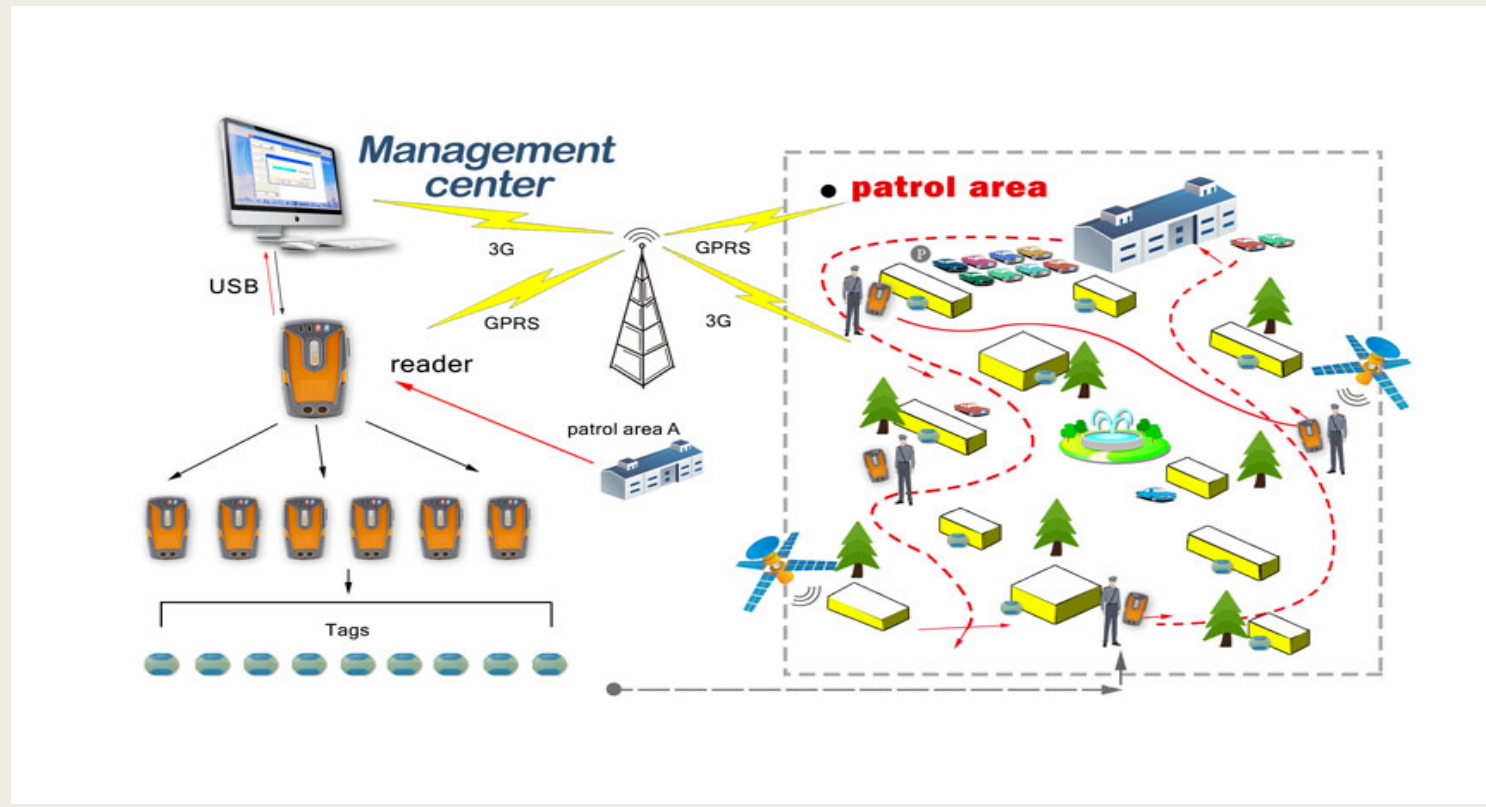 Management
center
patrol area
3G
GPRS
P
USB
GPRS
3G
reader
patrol area A
Tags